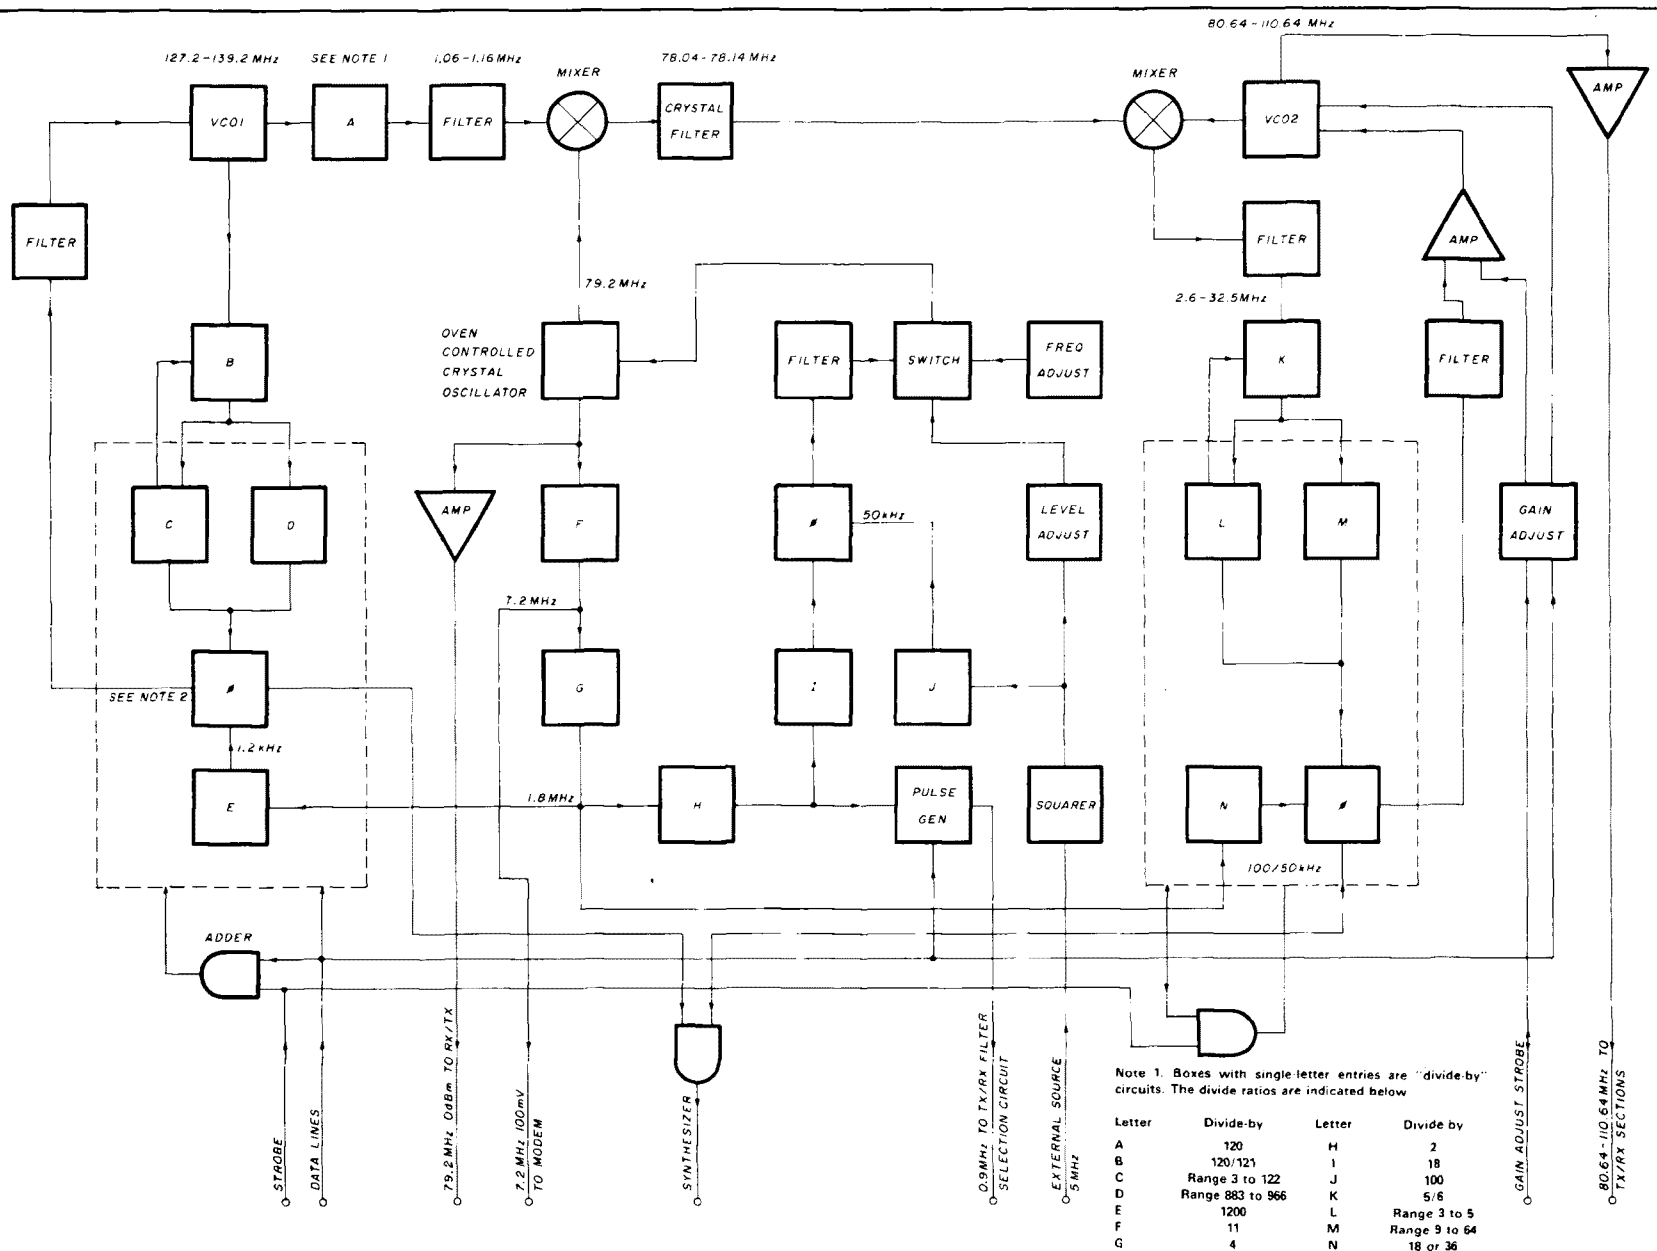 80.64-110.64 MHz
127.2-139.2 MHz
SEE NOTE 1
1.06-1.16 MHz
MIXER
78.04-78.14 MHz
MIXER
AMP
VCO1
A
FILTER
CRYSTAL
FILTER
VCO2
FILTER
FILTER
AMP
79.2 MHz
2.6-32.5 MHz
B
OVEN
CONTROLLED
CRYSTAL
OSCILLATOR
FILTER
SWITCH
FREQ
ADJUST
K
FILTER
C
D
AMP
F
ø
50 kHz
LEVEL
ADJUST
L
M
GAIN
ADJUST
7.2 MHz
SEE NOTE 2
ø
G
I
J
1.2 kHz
E
1.8 MHz
H
PULSE
GEN
SQUARER
N
ø
100/50 kHz
ADDER
STROBE
DATA LINES
79.2 MHz 0dBm TO RX/TX
7.2 MHz 100mV
TO MODEM
SYNTHESIZER
0.9 MHz TO TX/RX FILTER
SELECTION CIRCUIT
EXTERNAL SOURCE
5 MHz
GAIN ADJUST STROBE
80.64-110.64 MHz TO
TX/RX SECTIONS
Note 1. Boxes with single-letter entries are "divide-by"
circuits. The divide ratios are indicated below
Letter Divide-by Letter Divide by
A 120 H 2
B 120/121 I 18
C Range 3 to 122 J 100
D Range 883 to 966 K 5/6
E 1200 L Range 3 to 5
F 11 M Range 9 to 64
G 4 N 18 or 36